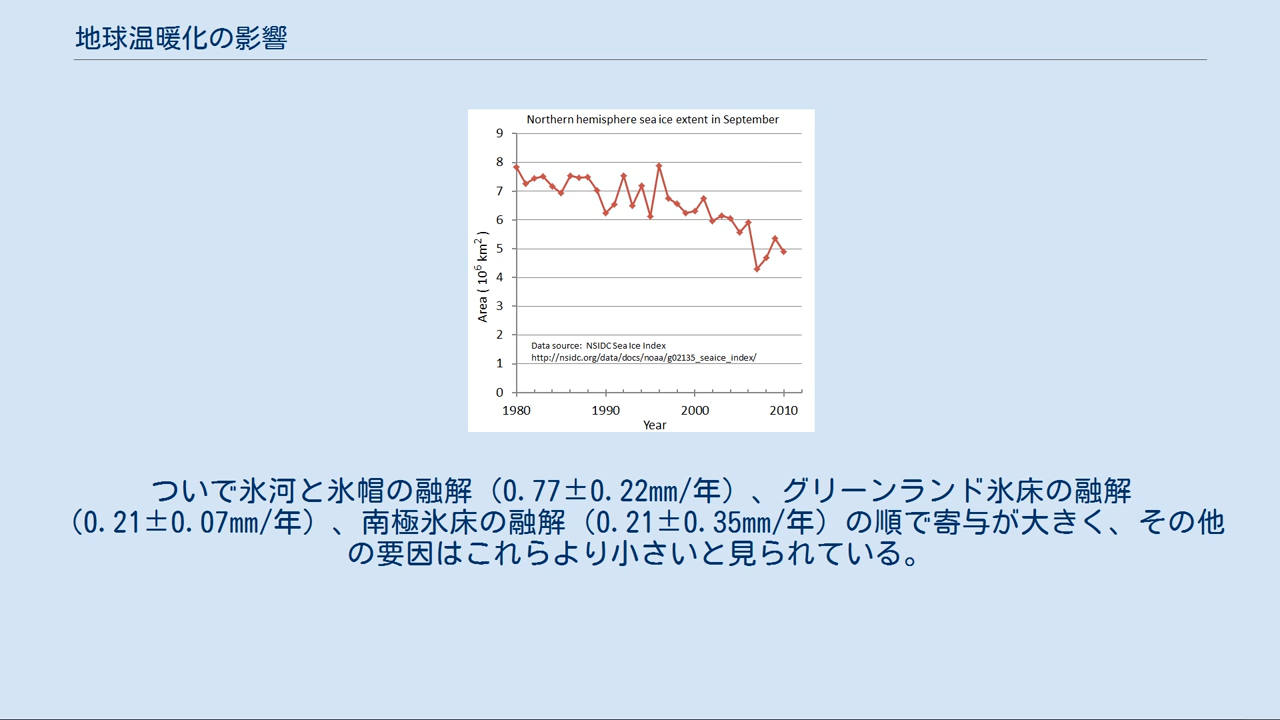 地球温暖化の影響
Northern hemisphere sea ice extent in September
9
8
7
6
5
4
3
2
1
0
Area ( 10⁶ km² )
Data source: NSIDC Sea Ice Index
http://nsidc.org/data/docs/noaa/g02135_seaice_index/
1980 1990 2000 2010
Year
ついで氷河と氷帽の融解（0.77±0.22mm/年）、グリーンランド氷床の融解
（0.21±0.07mm/年）、南極氷床の融解（0.21±0.35mm/年）の順で寄与が大きく、その他
の要因はこれらより小さいと見られている。